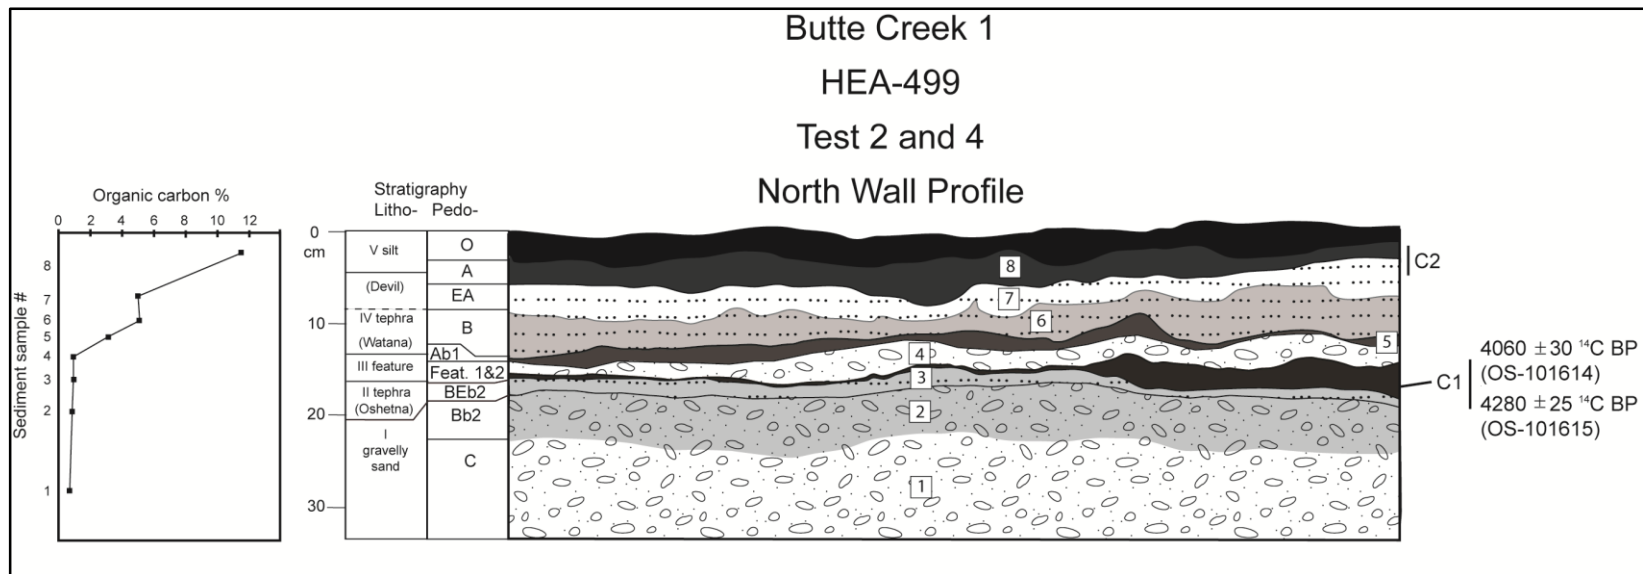 Butte Creek 1
HEA-499
Test 2 and 4
North Wall Profile
Organic carbon %
0 2 4 6 8 10 12
Sediment sample #
8
7
6
5
4
3
2
1
Stratigraphy
Litho- Pedo-
0
cm
10
20
30
V silt
(Devil)
IV tephra
(Watana)
III feature
II tephra
(Oshetna)
I
gravelly
sand
O
A
EA
B
Ab1
Feat. 1&2
BEb2
Bb2
C
8
7
6
5
4
3
2
1
C2
C1
4060 ±30 ¹⁴C BP
(OS-101614)
4280 ±25 ¹⁴C BP
(OS-101615)